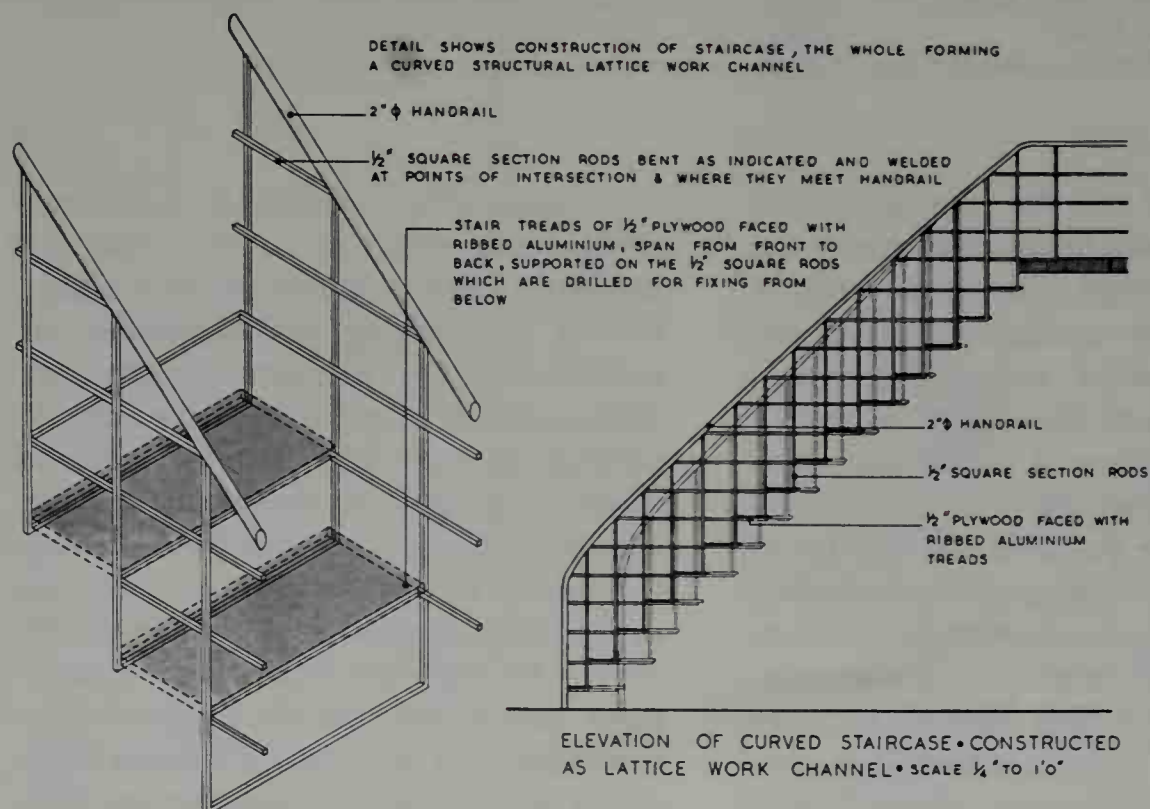 DETAIL SHOWS CONSTRUCTION OF STAIRCASE, THE WHOLE FORMING
A CURVED STRUCTURAL LATTICE WORK CHANNEL
2" ϕ HANDRAIL
½" SQUARE SECTION RODS BENT AS INDICATED AND WELDED
AT POINTS OF INTERSECTION & WHERE THEY MEET HANDRAIL
STAIR TREADS OF ½" PLYWOOD FACED WITH
RIBBED ALUMINIUM, SPAN FROM FRONT TO
BACK, SUPPORTED ON THE ½" SQUARE RODS
WHICH ARE DRILLED FOR FIXING FROM
BELOW
2" ϕ HANDRAIL
½" SQUARE SECTION RODS
½" PLYWOOD FACED WITH
RIBBED ALUMINIUM
TREADS
ELEVATION OF CURVED STAIRCASE • CONSTRUCTED
AS LATTICE WORK CHANNEL • SCALE ¼" TO 1'0"